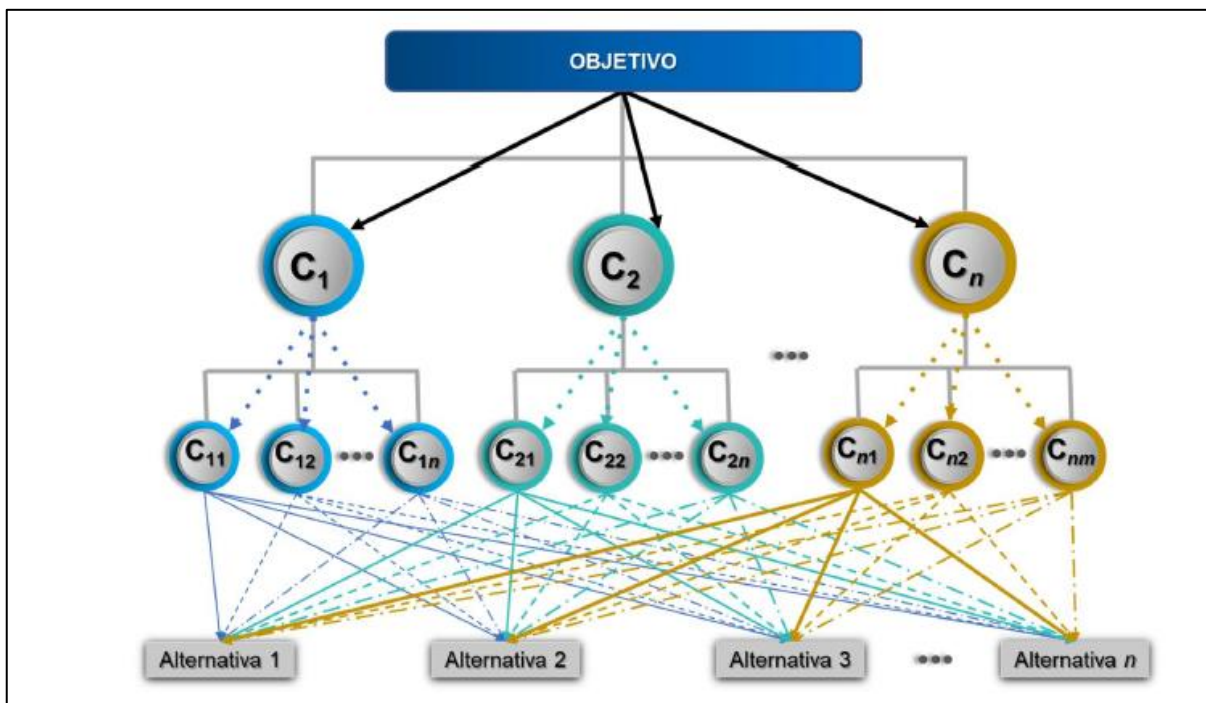 OBJETIVO
C1
C2
Cn
C11
C12
C1n
C21
C22
C2n
Cn1
Cn2
Cnm
Alternativa 1
Alternativa 2
Alternativa 3
Alternativa n